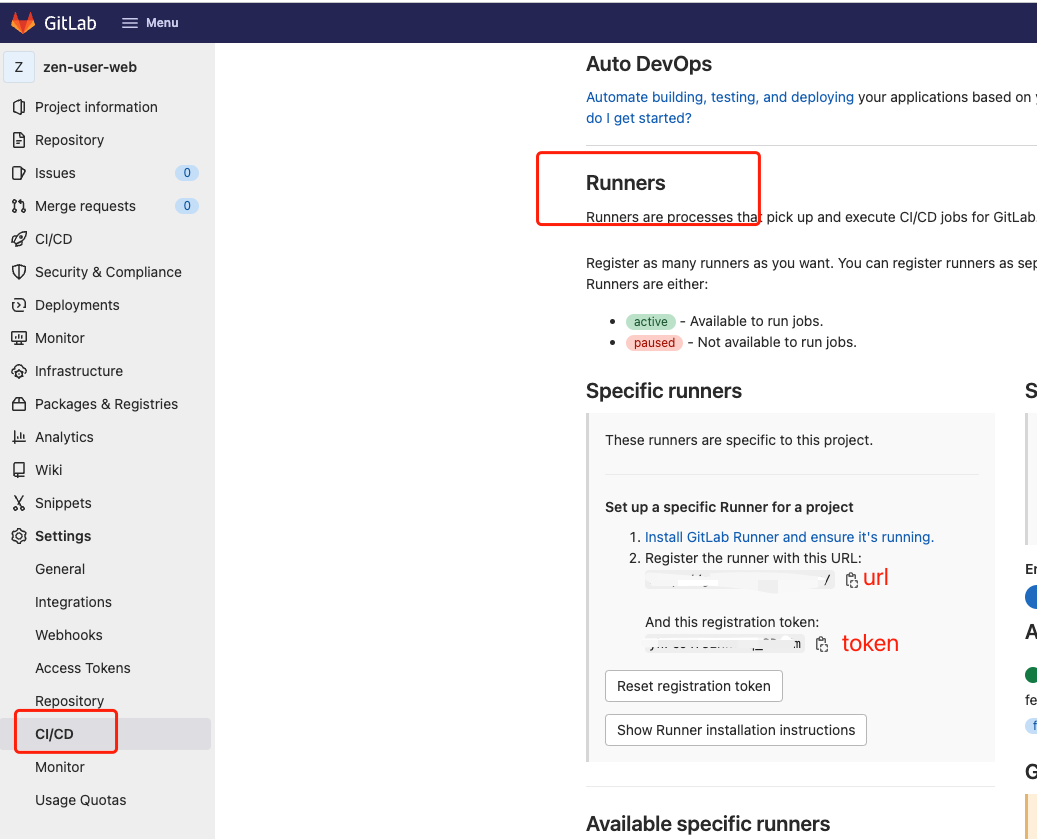 GitLab
Menu
Z
zen-user-web
Project information
Repository
Issues
0
Merge requests
0
CI/CD
Security & Compliance
Deployments
Monitor
Infrastructure
Packages & Registries
Analytics
Wiki
Snippets
Settings
General
Integrations
Webhooks
Access Tokens
Repository
CI/CD
Monitor
Usage Quotas
Auto DevOps
Automate building, testing, and deploying your applications based on
do I get started?
Runners
Runners are processes that pick up and execute CI/CD jobs for GitLab.
Register as many runners as you want. You can register runners as
Runners are either:
active - Available to run jobs.
paused - Not available to run jobs.
Specific runners
These runners are specific to this project.
Set up a specific Runner for a project
1. Install GitLab Runner and ensure it's running.
2. Register the runner with this URL:
/ url
And this registration token:
token
Reset registration token
Show Runner installation instructions
Available specific runners